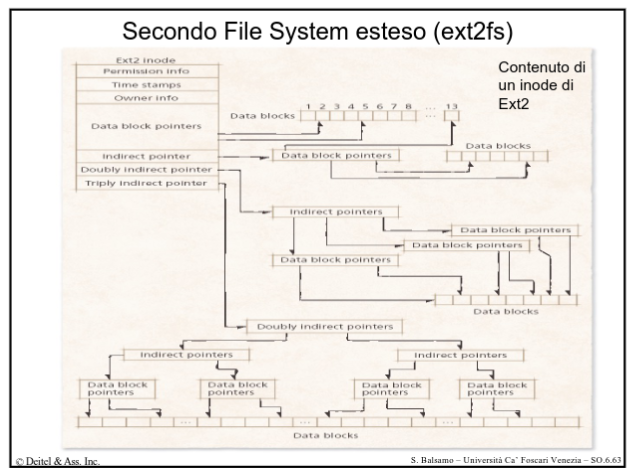 Secondo File System esteso (ext2fs)
Ext2 inode
Permission info
Time stamps
Owner info
Data block pointers
Indirect pointer
Doubly indirect pointer
Triply indirect pointer
Contenuto di
un inode di
Ext2
1 2 3 4 5 6 7 8 ... 13
Data blocks
...
Data block pointers
Data blocks
Indirect pointers
Data block pointers
Data block pointers
Data block pointers
Data blocks
Doubly indirect pointers
Indirect pointers
Indirect pointers
Data block
pointers
Data block
pointers
Data block
pointers
Data block
pointers
... ... ...
Data blocks
© Deitel & Ass. Inc.
S. Balsamo – Università Ca' Foscari Venezia – SO.6.63